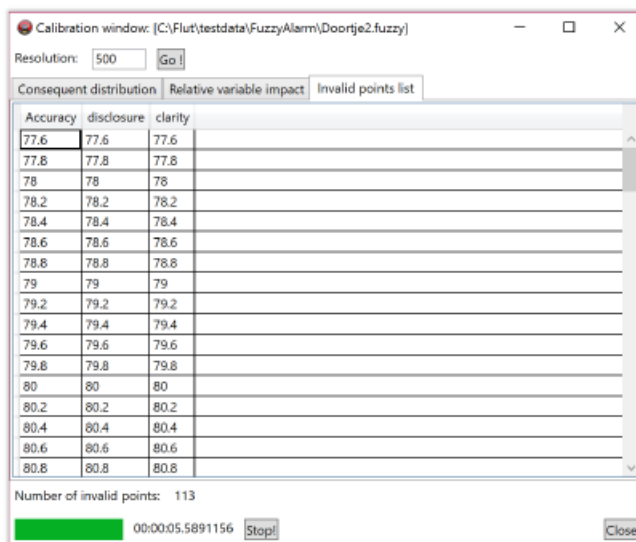 Calibration window: [C:\Flut\testdata\FuzzyAlarm\Doortje2.fuzzy]
Resolution: 500 Go !
Consequent distribution Relative variable impact Invalid points list
Accuracy disclosure clarity
77.6 77.6 77.6
77.8 77.8 77.8
78 78 78
78.2 78.2 78.2
78.4 78.4 78.4
78.6 78.6 78.6
78.8 78.8 78.8
79 79 79
79.2 79.2 79.2
79.4 79.4 79.4
79.6 79.6 79.6
79.8 79.8 79.8
80 80 80
80.2 80.2 80.2
80.4 80.4 80.4
80.6 80.6 80.6
80.8 80.8 80.8
Number of invalid points: 113
00:00:05.5891156 Stop! Close